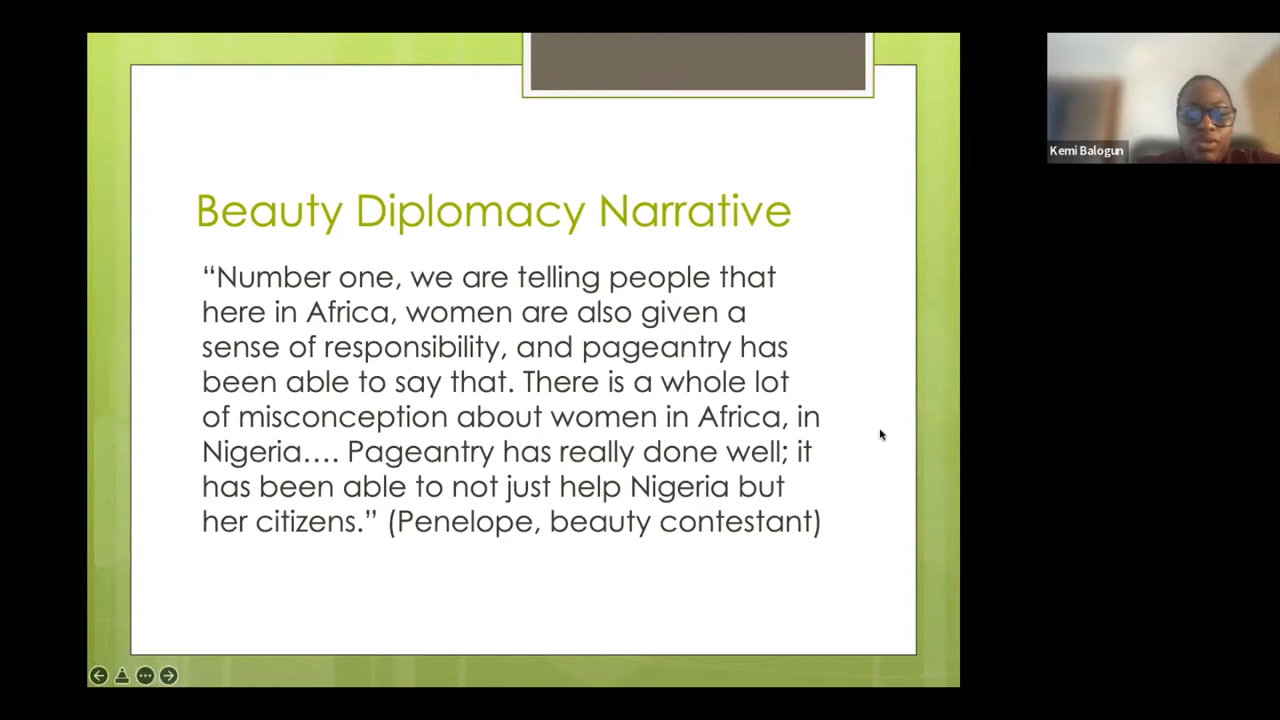 Beauty Diplomacy Narrative
“Number one, we are telling people that
here in Africa, women are also given a
sense of responsibility, and pageantry has
been able to say that. There is a whole lot
of misconception about women in Africa, in
Nigeria…. Pageantry has really done well; it
has been able to not just help Nigeria but
her citizens.” (Penelope, beauty contestant)
Kemi Balogun